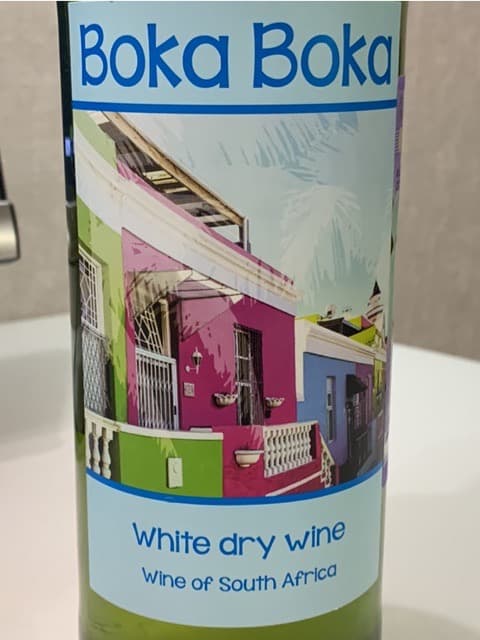 Boka Boka
White dry wine
Wine of South Africa